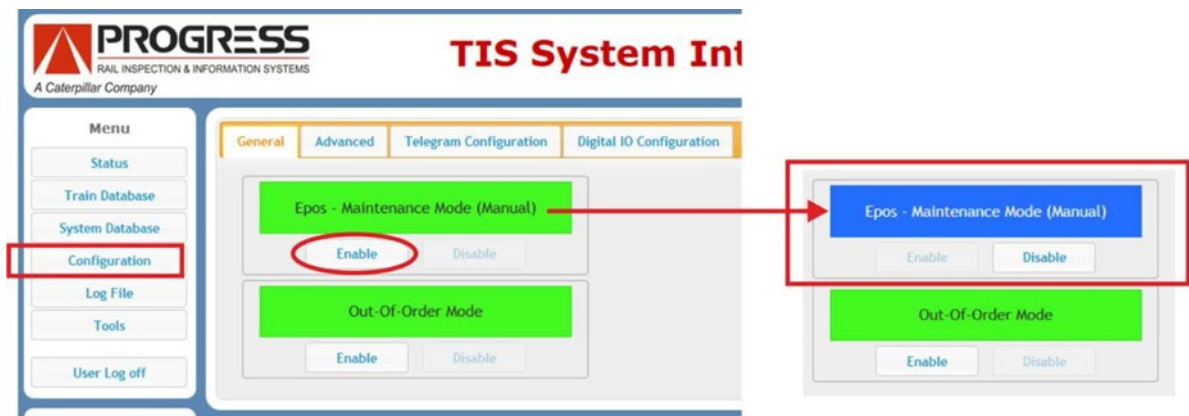 PROGRESS
RAIL INSPECTION & INFORMATION SYSTEMS
A Caterpillar Company
TIS System Int
Menu
Status
Train Database
System Database
Configuration
Log File
Tools
User Log off
General Advanced Telegram Configuration Digital IO Configuration
Epos - Maintenance Mode (Manual)
Enable Disable
Out-Of-Order Mode
Enable Disable
Epos - Maintenance Mode (Manual)
Enable Disable
Out-Of-Order Mode
Enable Disable